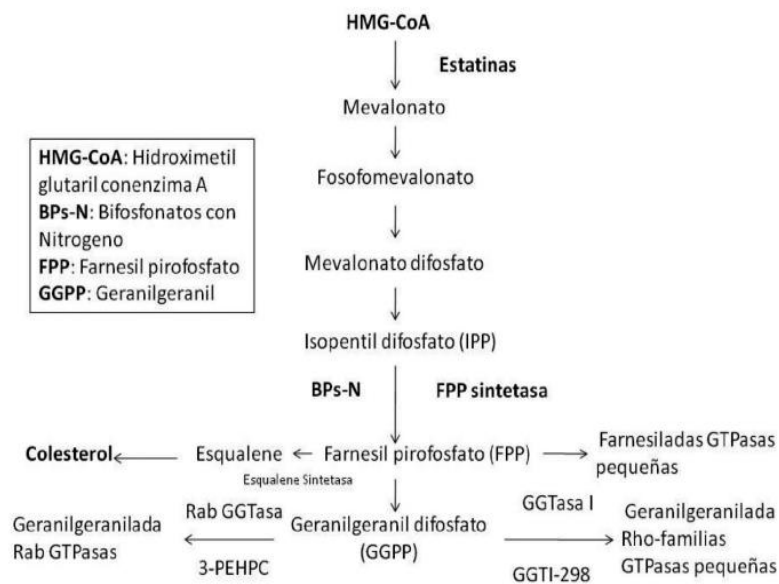 HMG-CoA
Estatinas
Mevalonato
Fosofomevalonato
Mevalonato difosfato
Isopentil difosfato (IPP)
HMG-CoA: Hidroximetil
glutaril conenzima A
BPs-N: Bifosfonatos con
Nitrogeno
FPP: Farnesil pirofosfato
GGPP: Geranilgeranil
BPs-N
FPP sintetasa
Colesterol
Esqualene
Esqualene Sintetasa
Farnesil pirofosfato (FPP)
Farnesiladas GTPasas
pequeñas
Geranilgeranilada
Rab GTPasas
Rab GGTasa
3-PEHPC
Geranilgeranil difosfato
(GGPP)
GGTasa I
GGTI-298
Geranilgeranilada
Rho-familias
GTPasas pequeñas